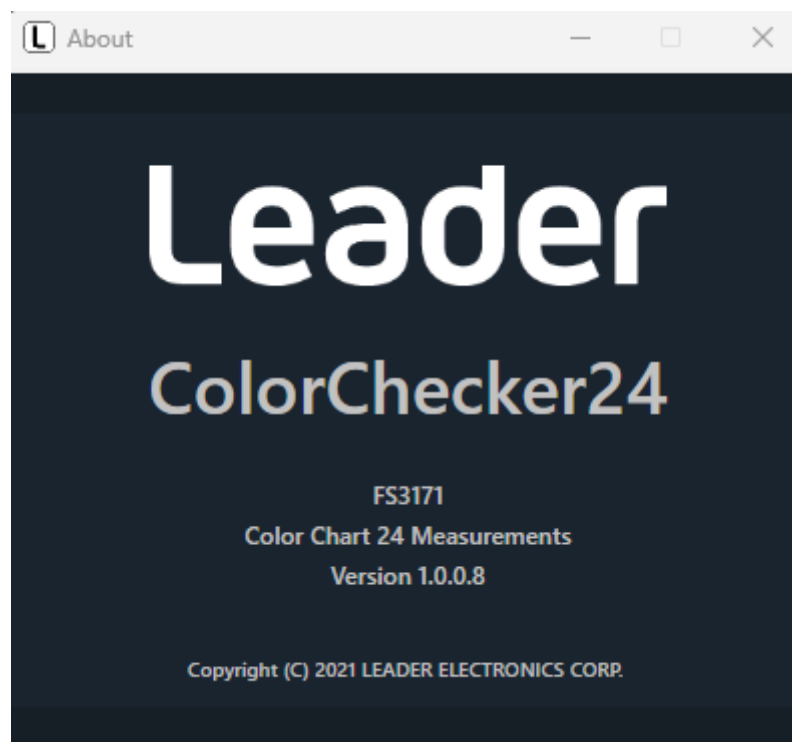 L About
Leader
ColorChecker24
FS3171
Color Chart 24 Measurements
Version 1.0.0.8
Copyright (C) 2021 LEADER ELECTRONICS CORP.